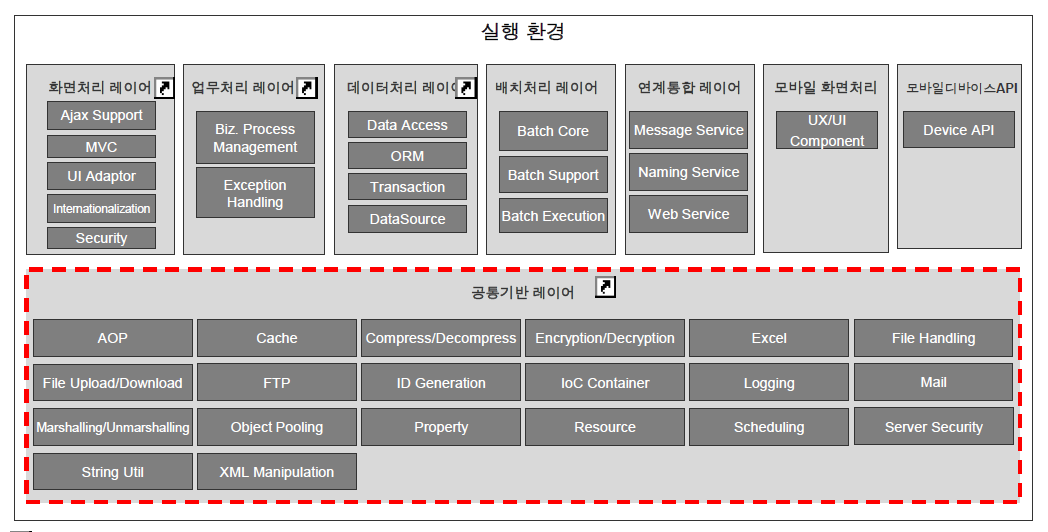 실행 환경
화면처리 레이어
Ajax Support
MVC
UI Adaptor
Internationalization
Security
업무처리 레이어
Biz. Process
Management
Exception
Handling
데이터처리 레이어
Data Access
ORM
Transaction
DataSource
배치처리 레이어
Batch Core
Batch Support
Batch Execution
연계통합 레이어
Message Service
Naming Service
Web Service
모바일 화면처리
UX/UI
Component
모바일디바이스API
Device API
공통기반 레이어
AOP
Cache
Compress/Decompress
Encryption/Decryption
Excel
File Handling
File Upload/Download
FTP
ID Generation
IoC Container
Logging
Mail
Marshalling/Unmarshalling
Object Pooling
Property
Resource
Scheduling
Server Security
String Util
XML Manipulation